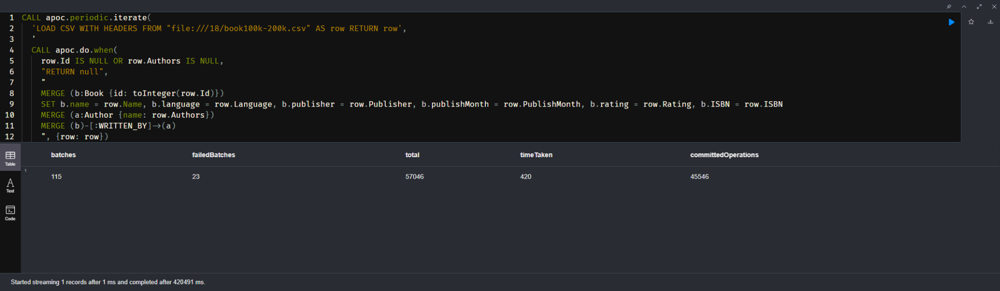 1 CALL apoc.periodic.iterate(
2 'LOAD CSV WITH HEADERS FROM "file:///18/book100k-200k.csv" AS row RETURN row',
3 '
4 CALL apoc.do.when(
5 row.Id IS NULL OR row.Authors IS NULL,
6 "RETURN null",
7 "
8 MERGE (b:Book {id: toInteger(row.Id)})
9 SET b.name = row.Name, b.language = row.Language, b.publisher = row.Publisher, b.publishMonth = row.PublishMonth, b.rating = row.Rating, b.ISBN = row.ISBN
10 MERGE (a:Author {name: row.Authors})
11 MERGE (b)-[:WRITTEN_BY]->(a)
12 ", {row: row})
batches failedBatches total timeTaken committedOperations
Table
1
115 23 57046 420 45546
Text
Code
Started streaming 1 records after 1 ms and completed after 420491 ms.